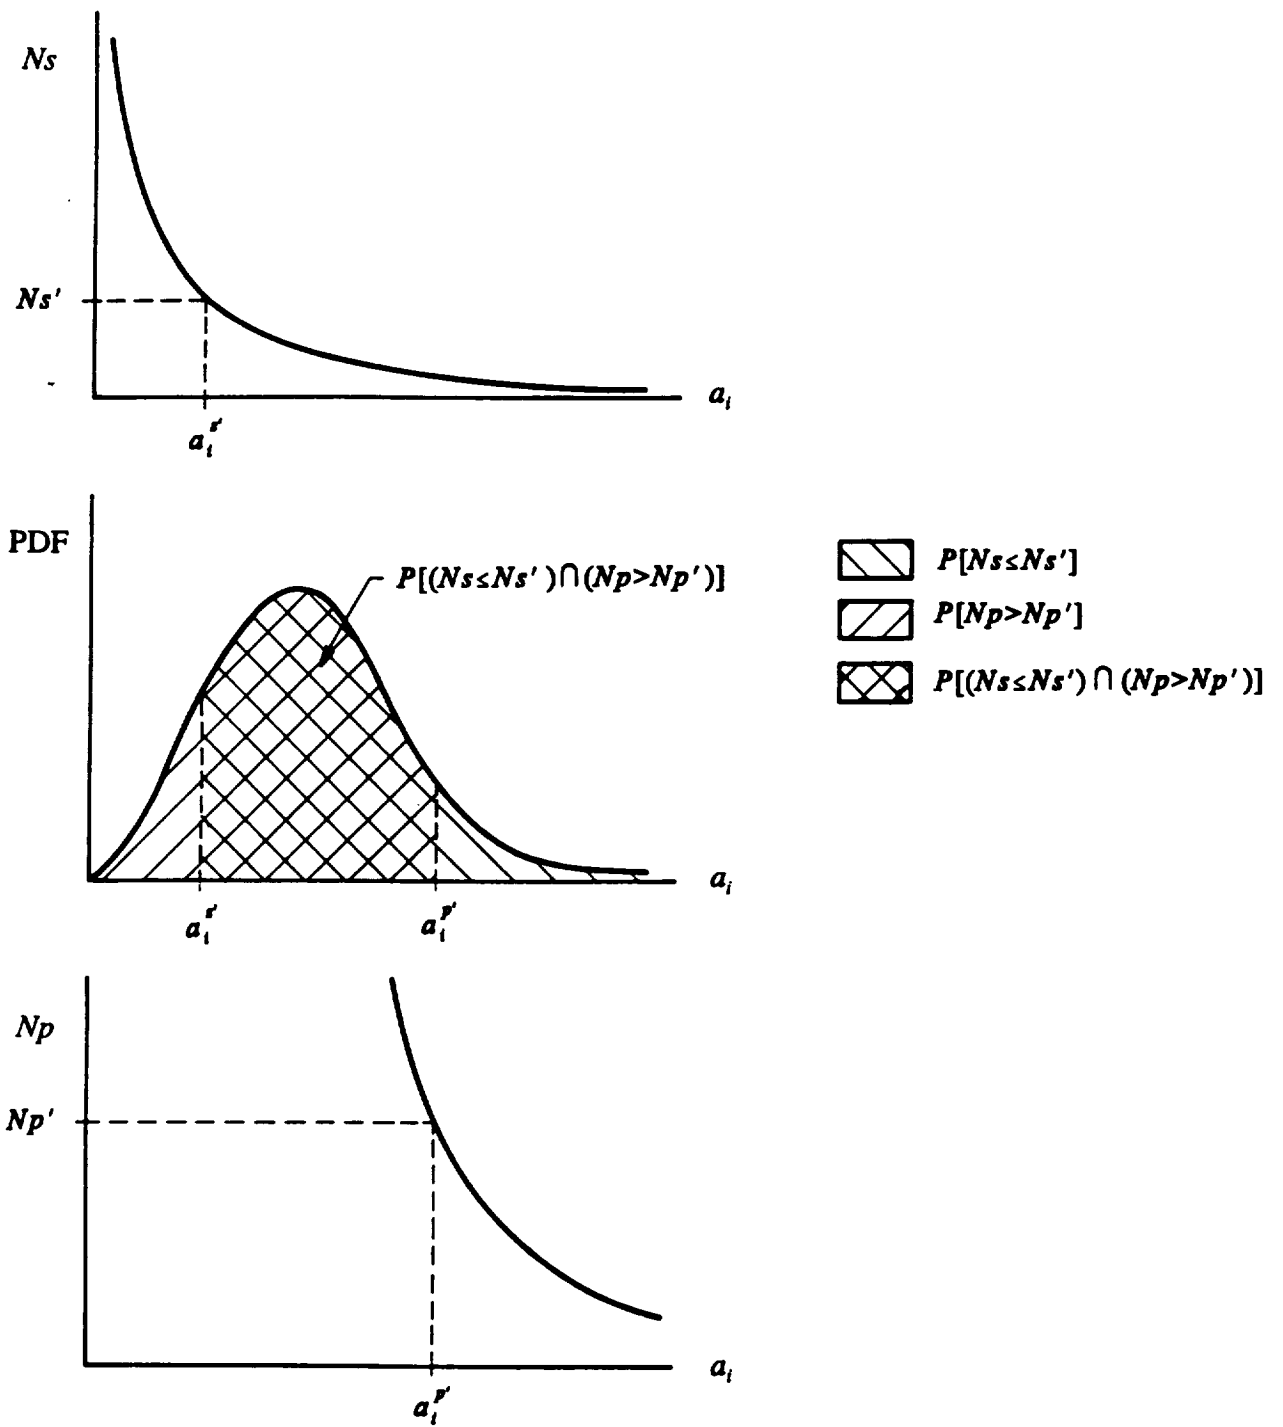 Ns
Ns′
a_i
a_i^s′
PDF
P[(Ns≤Ns′)∩(Np>Np′)]
P[Ns≤Ns′]
P[Np>Np′]
P[(Ns≤Ns′)∩(Np>Np′)]
a_i
a_i^s′
a_i^p′
Np
Np′
a_i
a_i^p′